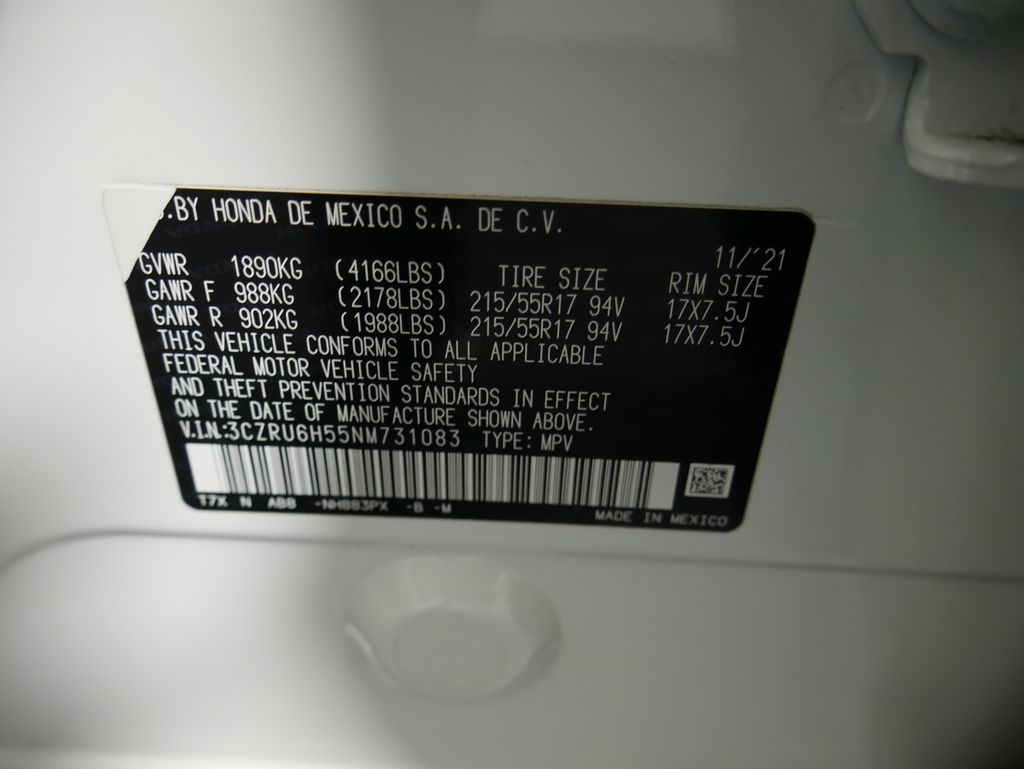 .BY HONDA DE MEXICO S.A. DE C.V.
11/'21
GVWR 1890KG (4166LBS) TIRE SIZE RIM SIZE
GAWR F 988KG (2178LBS) 215/55R17 94V 17X7.5J
GAWR R 902KG (1988LBS) 215/55R17 94V 17X7.5J
THIS VEHICLE CONFORMS TO ALL APPLICABLE
FEDERAL MOTOR VEHICLE SAFETY
AND THEFT PREVENTION STANDARDS IN EFFECT
ON THE DATE OF MANUFACTURE SHOWN ABOVE.
V.I.N.:3CZRU6H55NM731083 TYPE: MPV
T7X N AB8 -NH883PX -B -M
MADE IN MEXICO